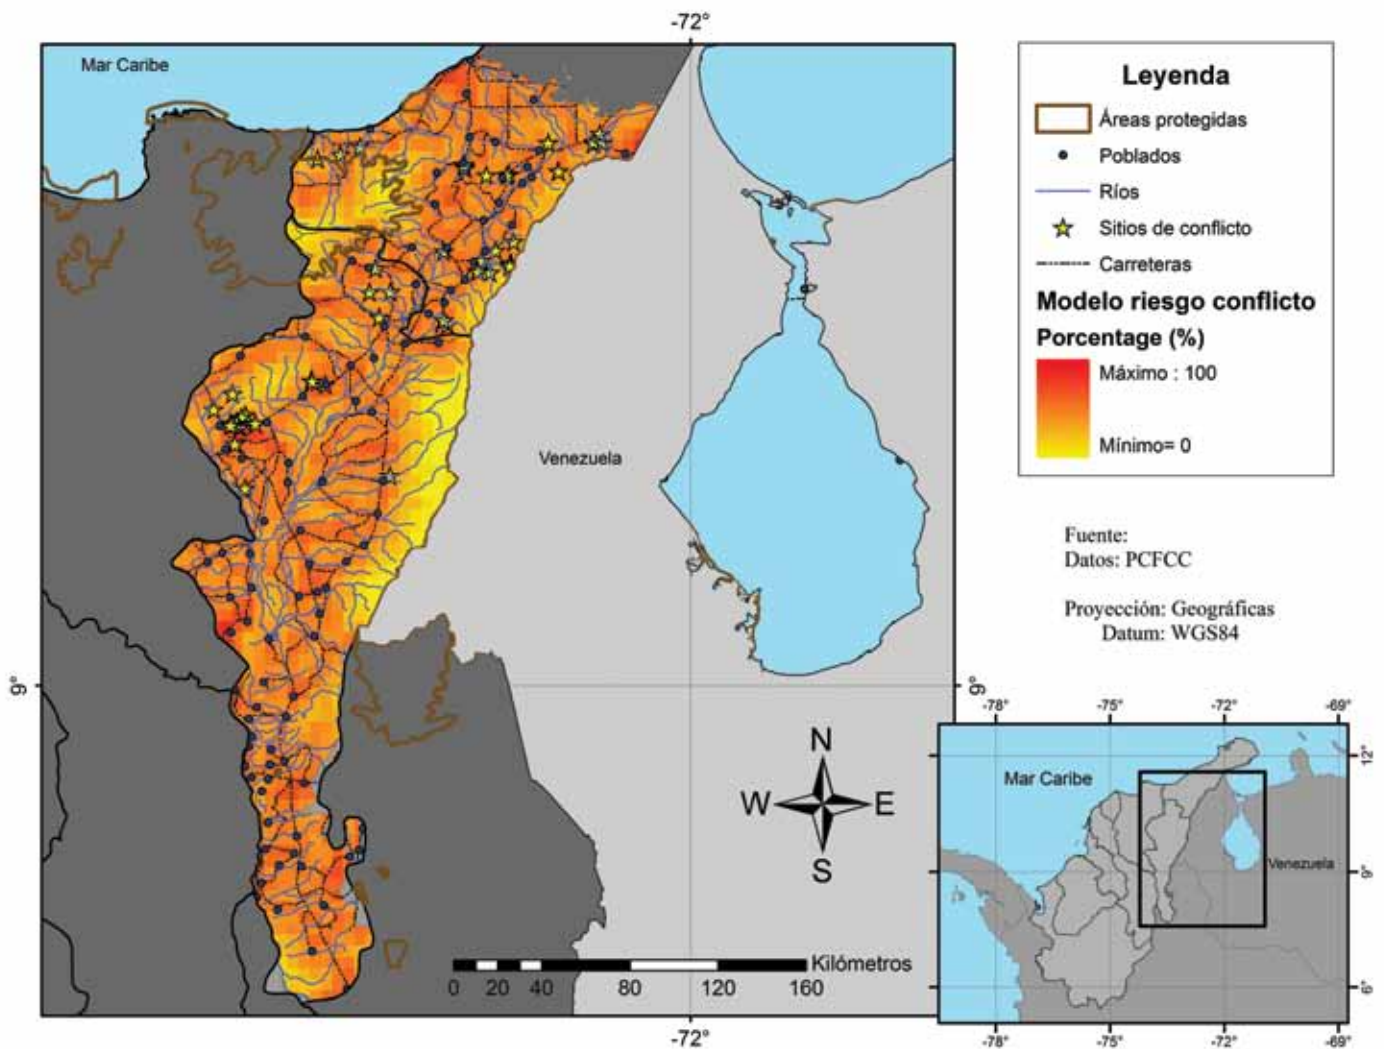 -72°
Mar Caribe
Venezuela
9°
9°
N
W
E
S
Kilómetros
0 20 40 80 120 160
-72°
Leyenda
Áreas protegidas
Poblados
Ríos
Sitios de conflicto
Carreteras
Modelo riesgo conflicto
Porcentage (%)
Máximo : 100
Mínimo= 0
Fuente:
Datos: PCFCC
Proyección: Geográficas
Datum: WGS84
-78° -75° -72° -69°
Mar Caribe
Venezuela
12°
9°
6°
-78° -75° -72° -69°